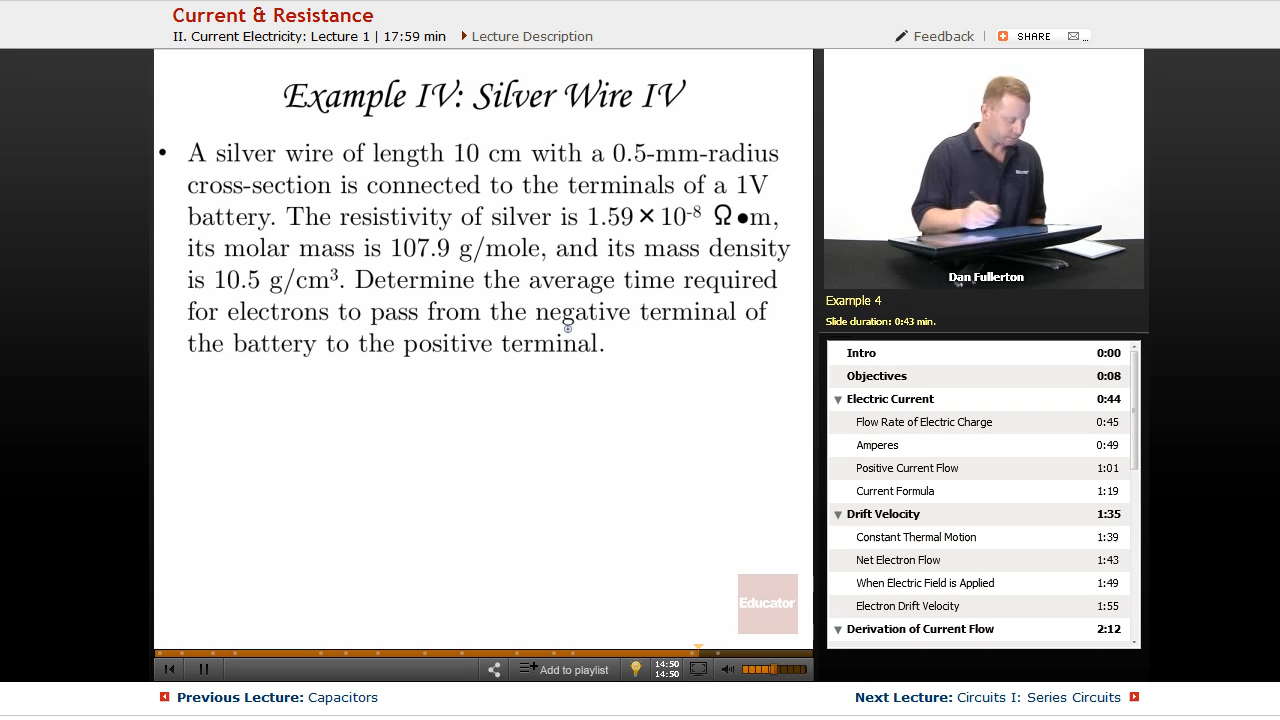 Current & Resistance
II. Current Electricity: Lecture 1 | 17:59 min
Lecture Description
Feedback
SHARE
Example IV: Silver Wire IV
• A silver wire of length 10 cm with a 0.5-mm-radius
cross-section is connected to the terminals of a 1V
battery. The resistivity of silver is 1.59×10⁻⁸ Ω•m,
its molar mass is 107.9 g/mole, and its mass density
is 10.5 g/cm³. Determine the average time required
for electrons to pass from the negative terminal of
the battery to the positive terminal.
Educator
14:50
14:50
Add to playlist
Dan Fullerton
Example 4
Slide duration: 0:43 min.
Intro 0:00
Objectives 0:08
Electric Current 0:44
Flow Rate of Electric Charge 0:45
Amperes 0:49
Positive Current Flow 1:01
Current Formula 1:19
Drift Velocity 1:35
Constant Thermal Motion 1:39
Net Electron Flow 1:43
When Electric Field is Applied 1:49
Electron Drift Velocity 1:55
Derivation of Current Flow 2:12
Previous Lecture: Capacitors
Next Lecture: Circuits I: Series Circuits